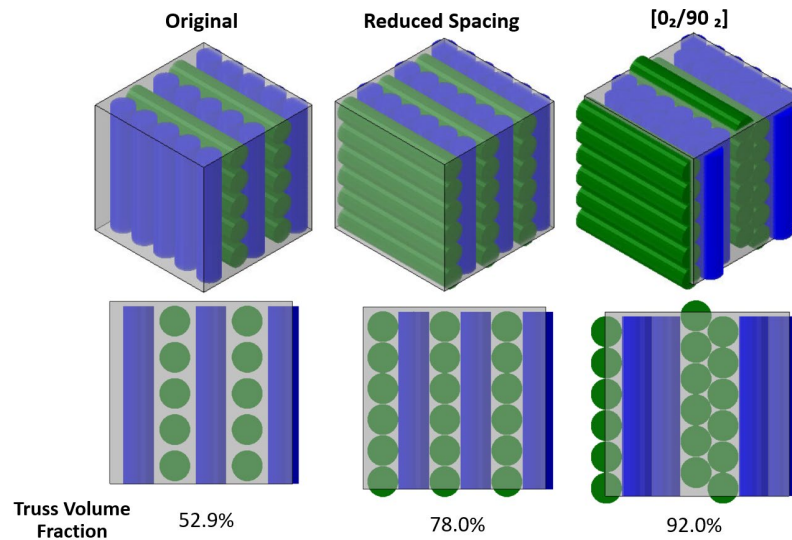 Original
Reduced Spacing
[0₂/90 ₂]
Truss Volume
Fraction
52.9%
78.0%
92.0%